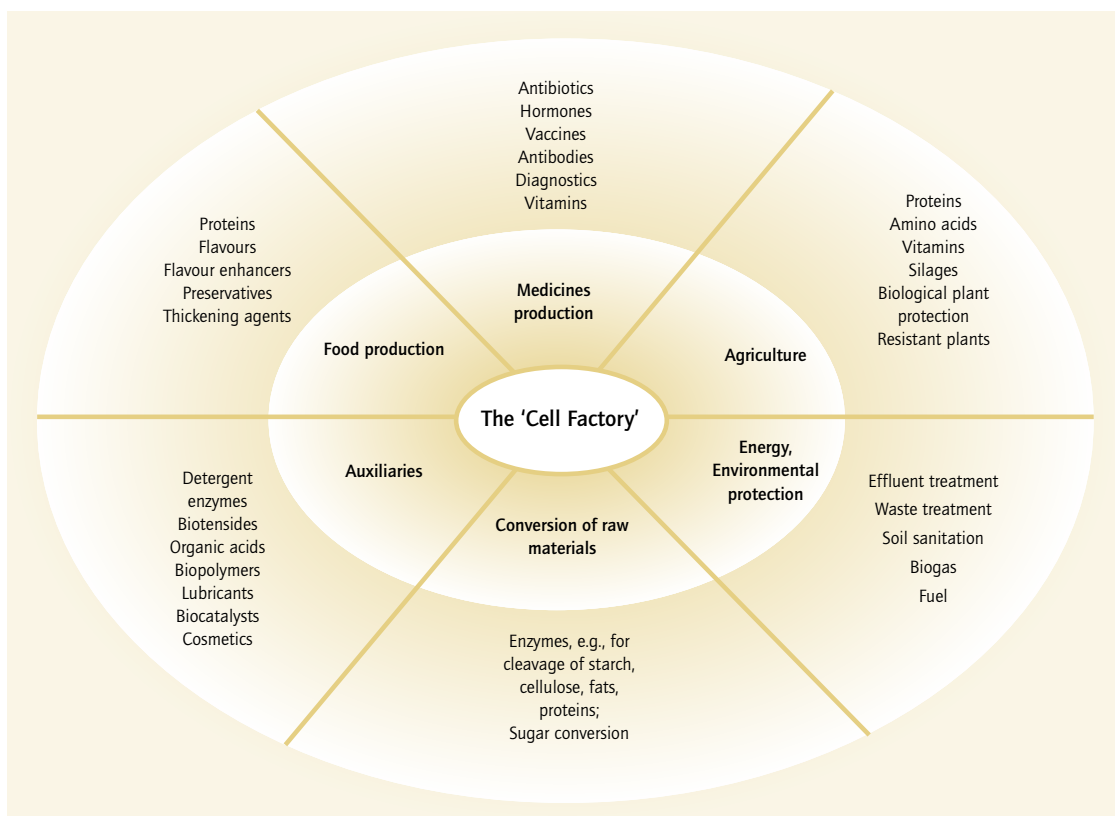 Antibiotics
Hormones
Vaccines
Antibodies
Diagnostics
Vitamins
Proteins
Flavours
Flavour enhancers
Preservatives
Thickening agents
Proteins
Amino acids
Vitamins
Silages
Biological plant
protection
Resistant plants
Medicines
production
Food production
Agriculture
The ‘Cell Factory’
Auxiliaries
Energy,
Environmental
protection
Conversion of raw
materials
Detergent
enzymes
Biotensides
Organic acids
Biopolymers
Lubricants
Biocatalysts
Cosmetics
Effluent treatment
Waste treatment
Soil sanitation
Biogas
Fuel
Enzymes, e.g., for
cleavage of starch,
cellulose, fats,
proteins;
Sugar conversion